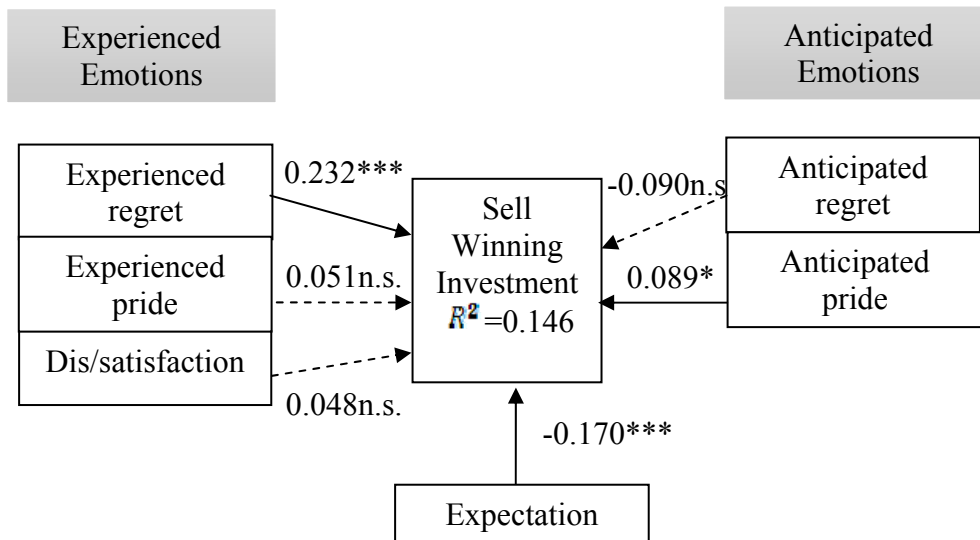 Experienced
Emotions
Anticipated
Emotions
Experienced
regret
0.232***
Experienced
pride
0.051n.s.
Dis/satisfaction
0.048n.s.
Sell
Winning
Investment
R² =0.146
-0.090n.s
Anticipated
regret
0.089*
Anticipated
pride
-0.170***
Expectation